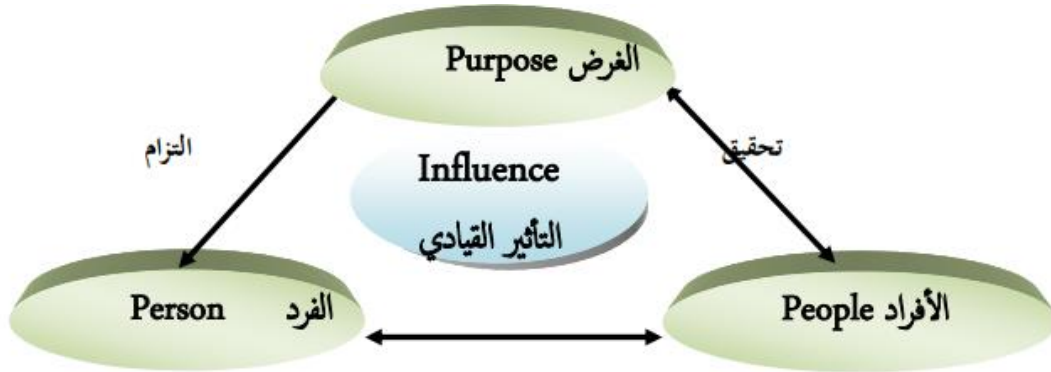 الغرض Purpose
التزام
تحقيق
Influence
التأثير القيادي
Person الفرد
الأفراد People